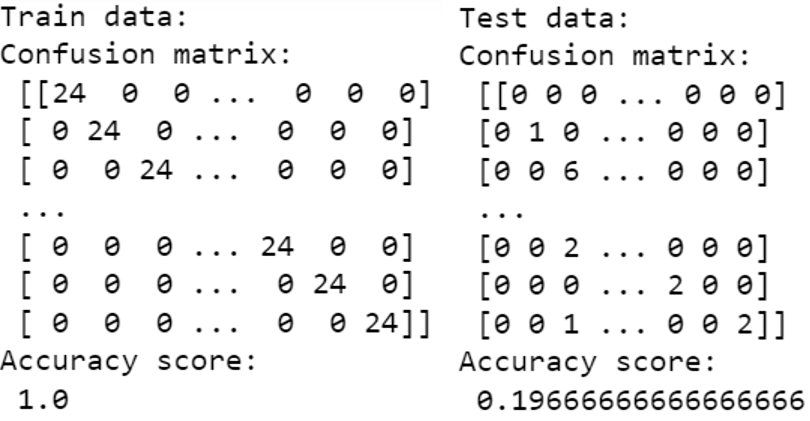 Train data:
Confusion matrix:
[[24 0 0 ... 0 0 0]
[ 0 24 0 ... 0 0 0]
[ 0 0 24 ... 0 0 0]
...
[ 0 0 0 ... 24 0 0]
[ 0 0 0 ... 0 24 0]
[ 0 0 0 ... 0 0 24]]
Accuracy score:
1.0
Test data:
Confusion matrix:
[[0 0 0 ... 0 0 0]
[0 1 0 ... 0 0 0]
[0 0 6 ... 0 0 0]
...
[0 0 2 ... 0 0 0]
[0 0 0 ... 2 0 0]
[0 0 1 ... 0 0 2]]
Accuracy score:
0.19666666666666666